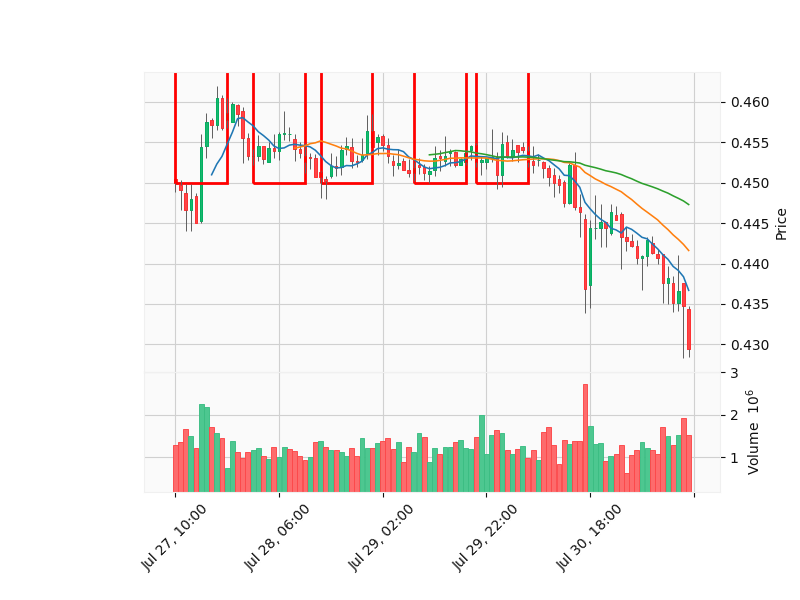 0.460
0.455
0.450
0.445
0.440
0.435
0.430
Price
3
2
1
Volume 10^6
Jul 27, 10:00
Jul 28, 06:00
Jul 29, 02:00
Jul 29, 22:00
Jul 30, 18:00